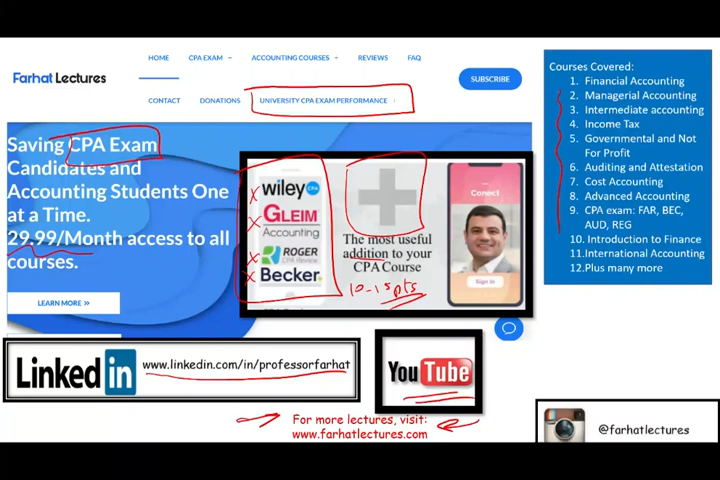 HOME
CPA EXAM
ACCOUNTING COURSES
REVIEWS
FAQ
Farhat Lectures
SUBSCRIBE
CONTACT
DONATIONS
UNIVERSITY CPA EXAM PERFORMANCE
Saving CPA Exam
Candidates and
Accounting Students One
at a Time.
29.99/Month access to all
courses.
LEARN MORE »
wiley CPA
GLEIM
Accounting
ROGER
CPA Review
Becker.
The most useful
addition to your
CPA Course
10-15pts
Conect
Sign in
Courses Covered:
1. Financial Accounting
2. Managerial Accounting
3. Intermediate accounting
4. Income Tax
5. Governmental and Not
For Profit
6. Auditing and Attestation
7. Cost Accounting
8. Advanced Accounting
9. CPA exam: FAR, BEC,
AUD, REG
10. Introduction to Finance
11.International Accounting
12.Plus many more
Linked in
www.linkedin.com/in/professorfarhat
YouTube
For more lectures, visit:
www.farhatlectures.com
@farhatlectures